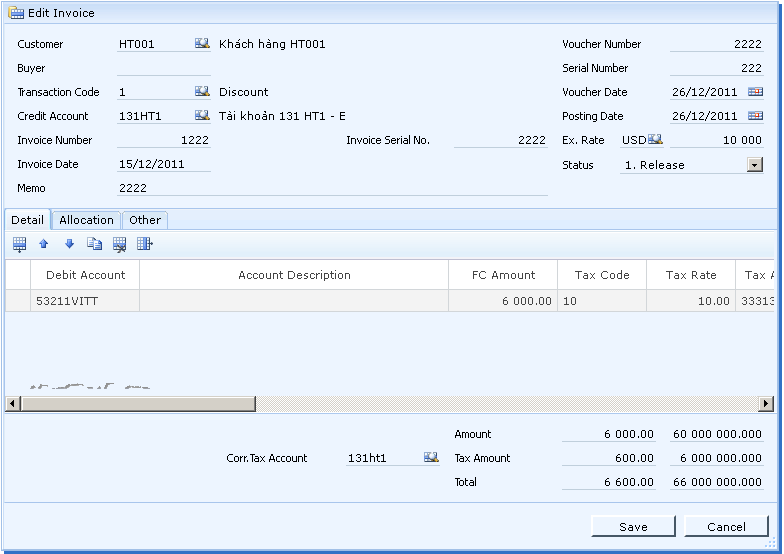 Edit Invoice
Customer HT001 Khách hàng HT001 Voucher Number 2222
Buyer Serial Number 222
Transaction Code 1 Discount Voucher Date 26/12/2011
Credit Account 131HT1 Tài khoản 131 HT1 - E Posting Date 26/12/2011
Invoice Number 1222 Invoice Serial No. 2222 Ex. Rate USD 10 000
Invoice Date 15/12/2011 Status 1. Release
Memo 2222
Detail Allocation Other
Debit Account Account Description FC Amount Tax Code Tax Rate Tax A
53211VITT 6 000.00 10 10.00 33313
Amount 6 000.00 60 000 000.000
Corr.Tax Account 131ht1 Tax Amount 600.00 6 000 000.000
Total 6 600.00 66 000 000.000
Save Cancel